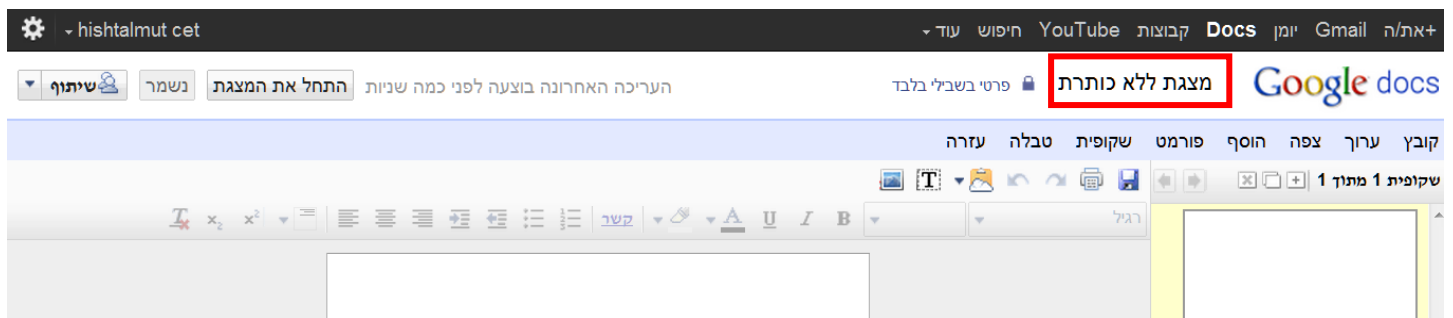 +את/ה Gmail יומן Docs קבוצות YouTube חיפוש עוד hishtalmut cet
Google docs מצגת ללא כותרת פרטי בשבילי בלבד העריכה האחרונה בוצעה לפני כמה שניות התחל את המצגת נשמר שיתוף
קובץ ערוך צפה הוסף פורמט שקופית טבלה עזרה
שקופית 1 מתוך 1 T
רגיל B I U A קשר x² x₂ T